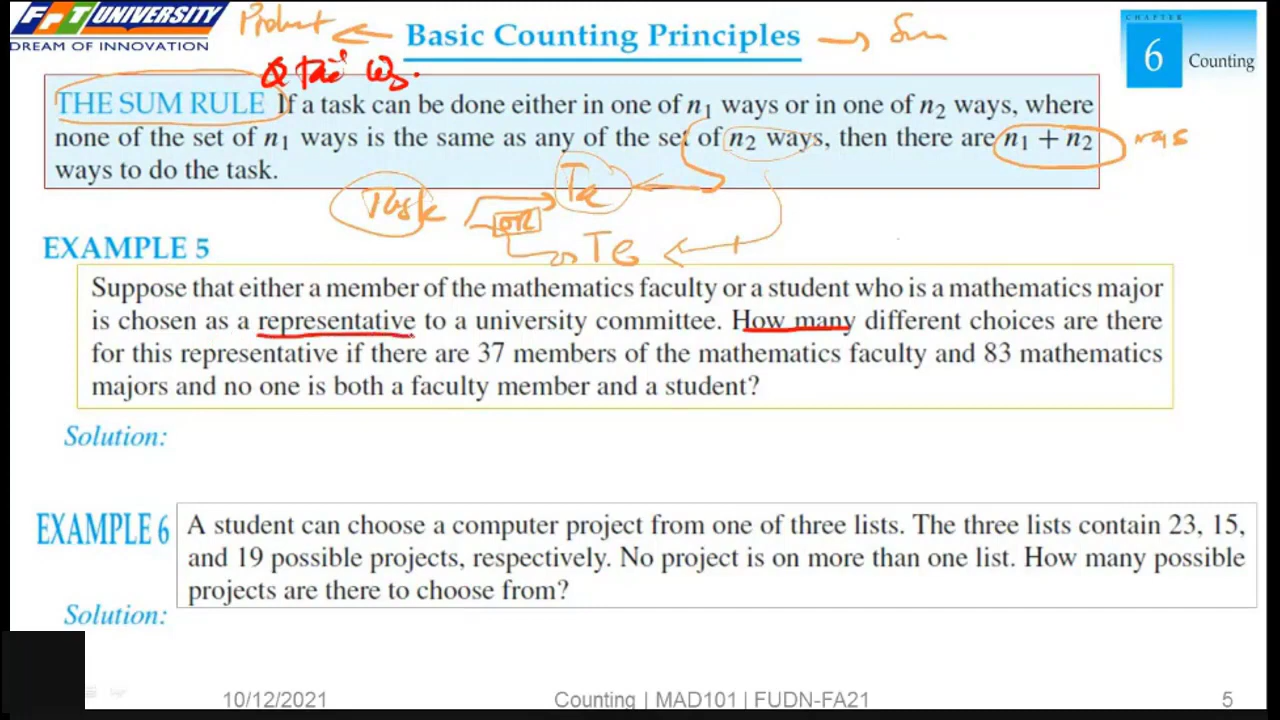 FPT UNIVERSITY
DREAM OF INNOVATION
Product
Basic Counting Principles
Sum
CHAPTER
6 Counting
THE SUM RULE If a task can be done either in one of n₁ ways or in one of n₂ ways, where
none of the set of n₁ ways is the same as any of the set of n₂ ways, then there are n₁ + n₂
ways
ways to do the task.
Task
OR
EXAMPLE 5
Suppose that either a member of the mathematics faculty or a student who is a mathematics major
is chosen as a representative to a university committee. How many different choices are there
for this representative if there are 37 members of the mathematics faculty and 83 mathematics
majors and no one is both a faculty member and a student?
Solution:
EXAMPLE 6
A student can choose a computer project from one of three lists. The three lists contain 23, 15,
and 19 possible projects, respectively. No project is on more than one list. How many possible
projects are there to choose from?
Solution:
10/12/2021
Counting | MAD101 | FUDN-FA21
5